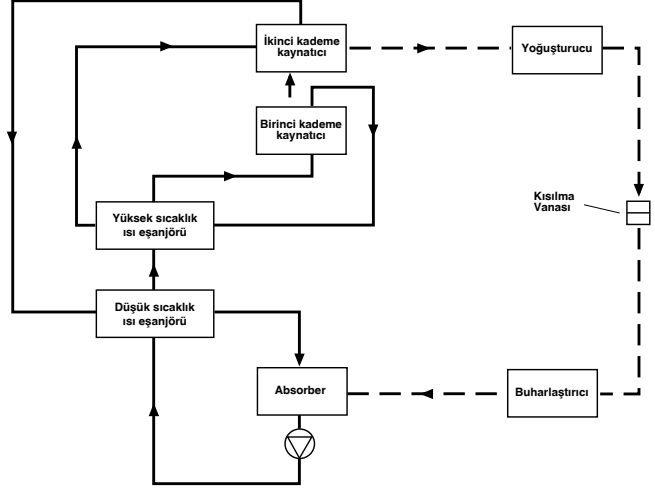 İkinci kademe
kaynatıcı
Yoğuşturucu
Birinci kademe
kaynatıcı
Kısılma
Vanası
Yüksek sıcaklık
ısı eşanjörü
Düşük sıcaklık
ısı eşanjörü
Absorber
Buharlaştırıcı